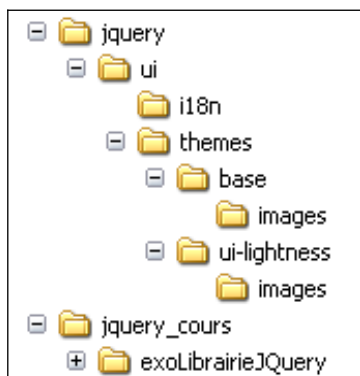 jquery
ui
i18n
themes
base
images
ui-lightness
images
jquery_cours
exoLibrairieJQuery